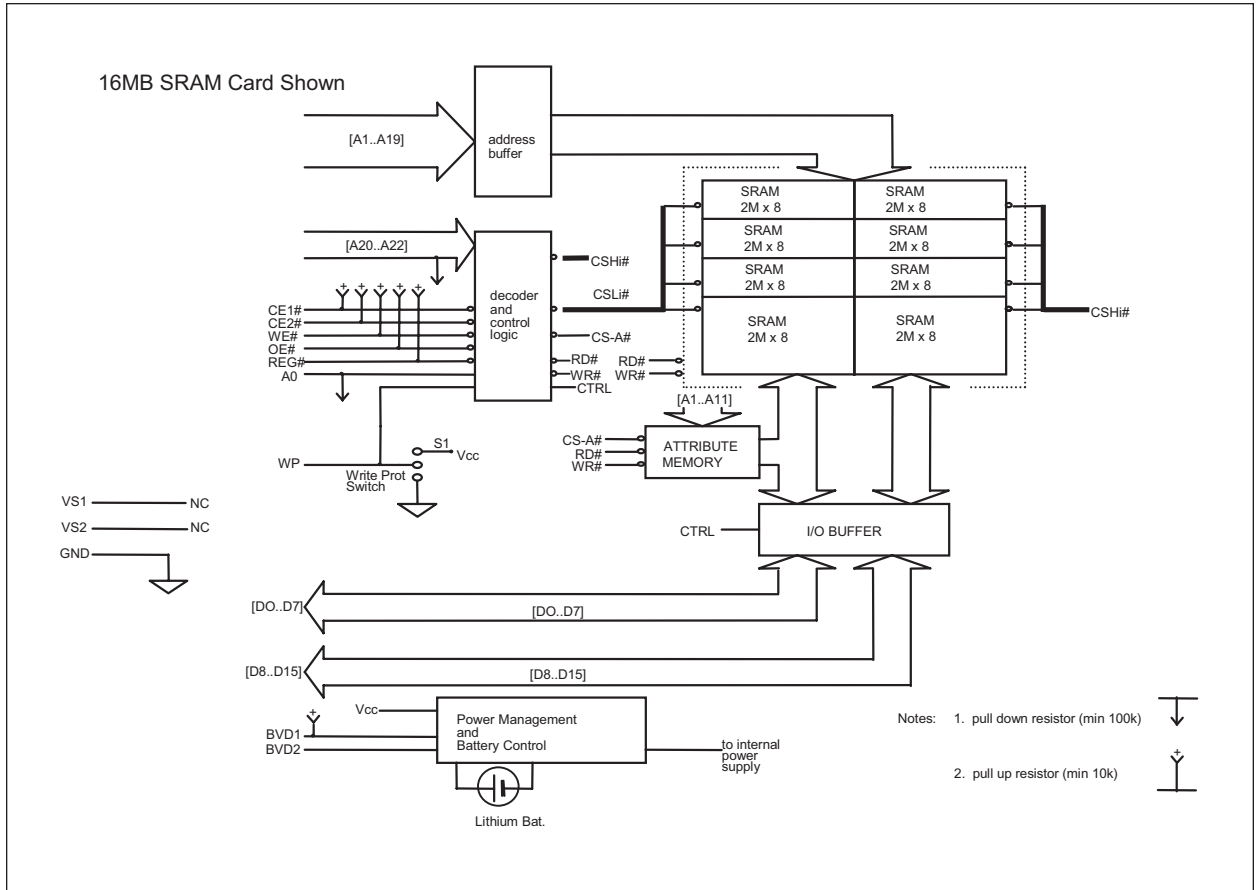 16MB SRAM Card Shown
[A1..A19]
address
buffer
[A20..A22]
decoder
and
control
logic
CE1#
CE2#
WE#
OE#
REG#
A0
+
+
+
+
+
CSHi#
CSLi#
CS-A#
RD#
WR#
CTRL
SRAM
2M x 8
SRAM
2M x 8
SRAM
2M x 8
SRAM
2M x 8
SRAM
2M x 8
SRAM
2M x 8
SRAM
2M x 8
SRAM
2M x 8
CSHi#
RD#
WR#
[A1..A11]
CS-A#
RD#
WR#
ATTRIBUTE
MEMORY
WP
S1
Vcc
Write Prot
Switch
VS1
NC
VS2
NC
GND
CTRL
I/O BUFFER
[DO..D7]
[DO..D7]
[D8..D15]
[D8..D15]
Vcc
+
BVD1
BVD2
Power Management
and
Battery Control
to internal
power
supply
Lithium Bat.
Notes: 1. pull down resistor (min 100k)
+
2. pull up resistor (min 10k)